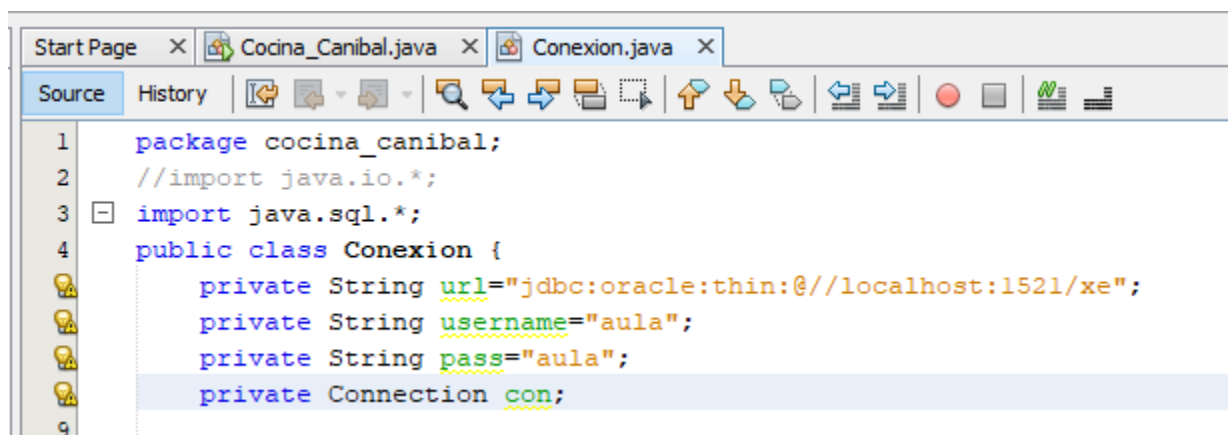 Start Page Cocina_Canibal.java Conexion.java
Source History
1 package cocina_canibal;
2 //import java.io.*;
3 import java.sql.*;
4 public class Conexion {
private String url="jdbc:oracle:thin:@//localhost:1521/xe";
private String username="aula";
private String pass="aula";
private Connection con;
9